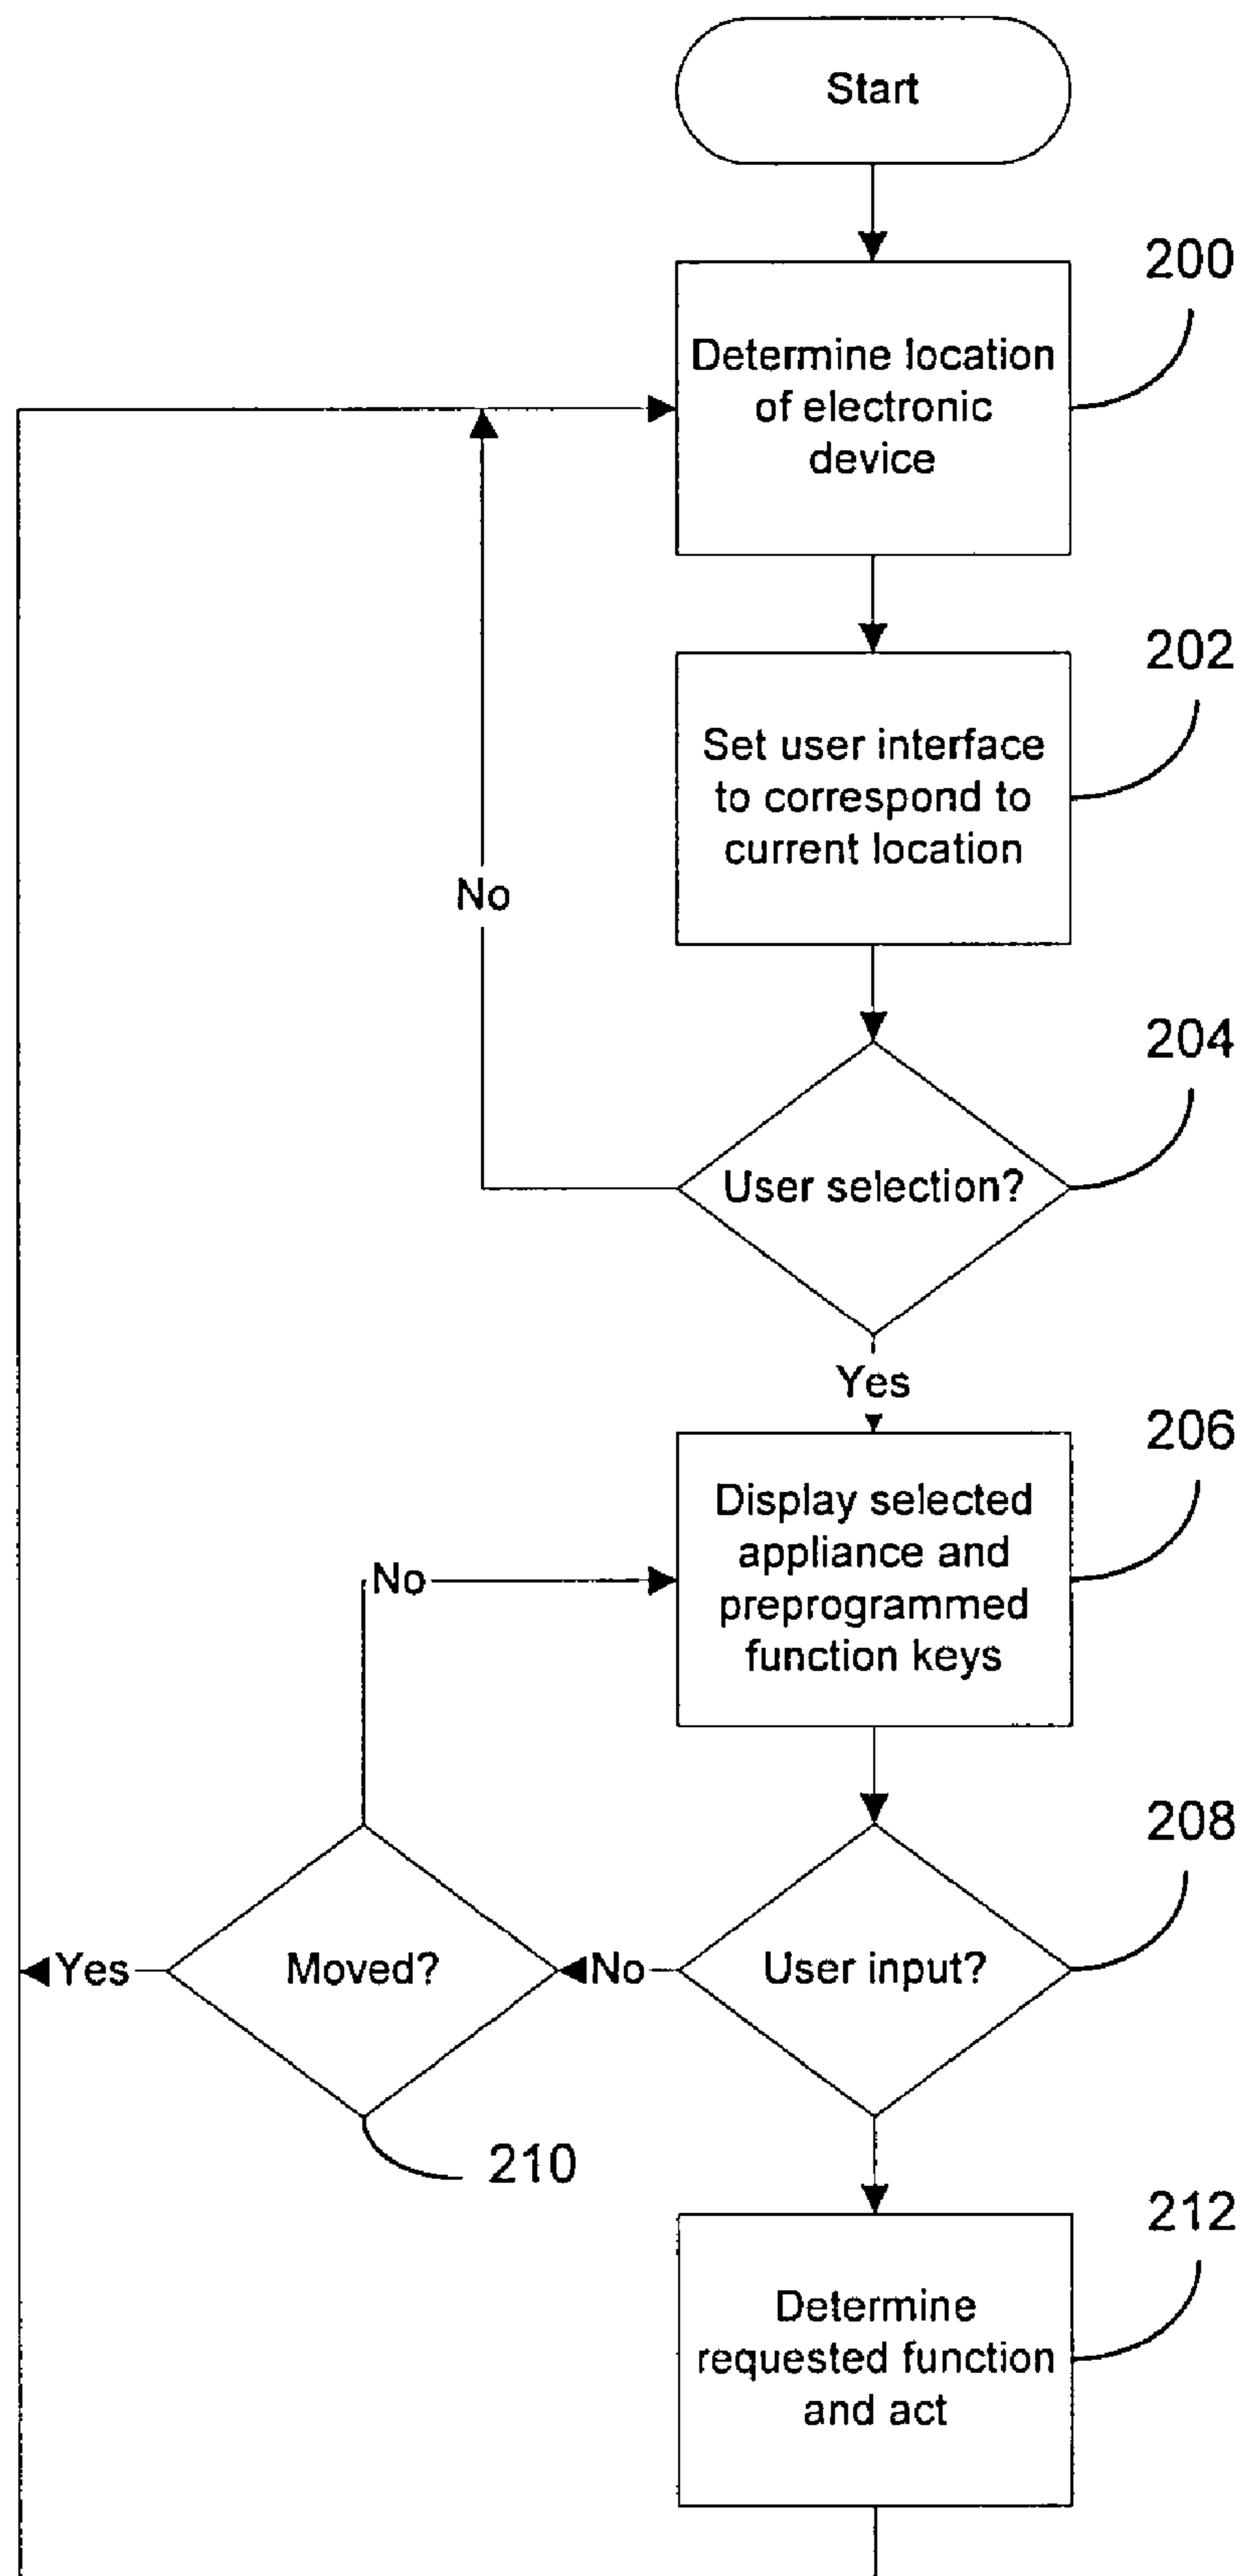 Start
200
Determine location
of electronic
device
202
Set user interface
to correspond to
current location
No
204
User selection?
Yes
206
Display selected
appliance and
preprogrammed
function keys
No
208
Yes
Moved?
No
User input?
210
212
Determine
requested function
and act